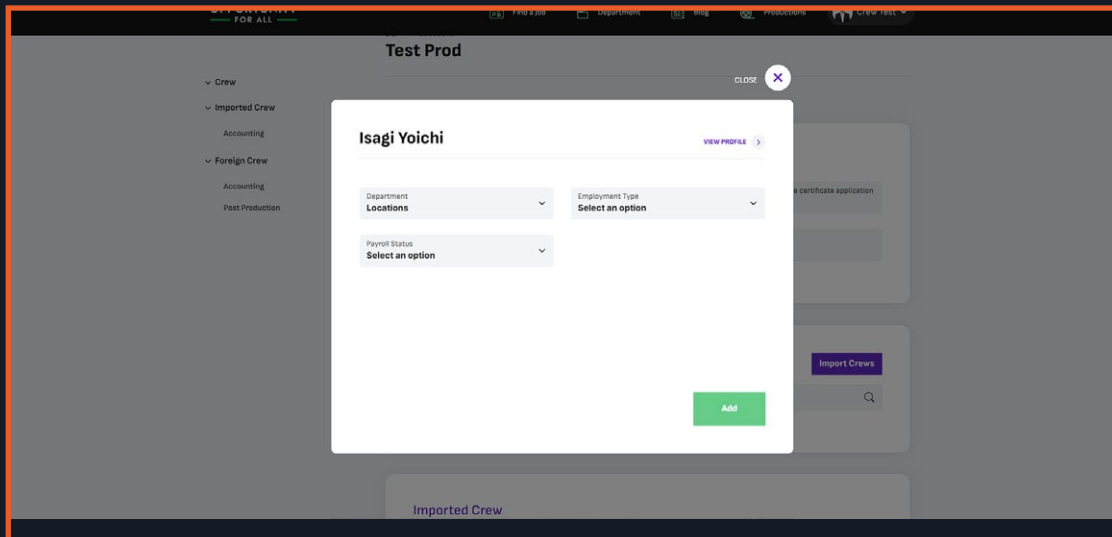 OPPORTUNITY
FOR ALL
Find a Job
Department
Blog
Productions
Crew Test
Test Prod
CLOSE
Crew
Imported Crew
Accounting
Foreign Crew
Accounting
Post Production
Isagi Yoichi
VIEW PROFILE
Department
Locations
Employment Type
Select an option
Payroll Status
Select an option
Add
e certificate application
Import Crews
Imported Crew